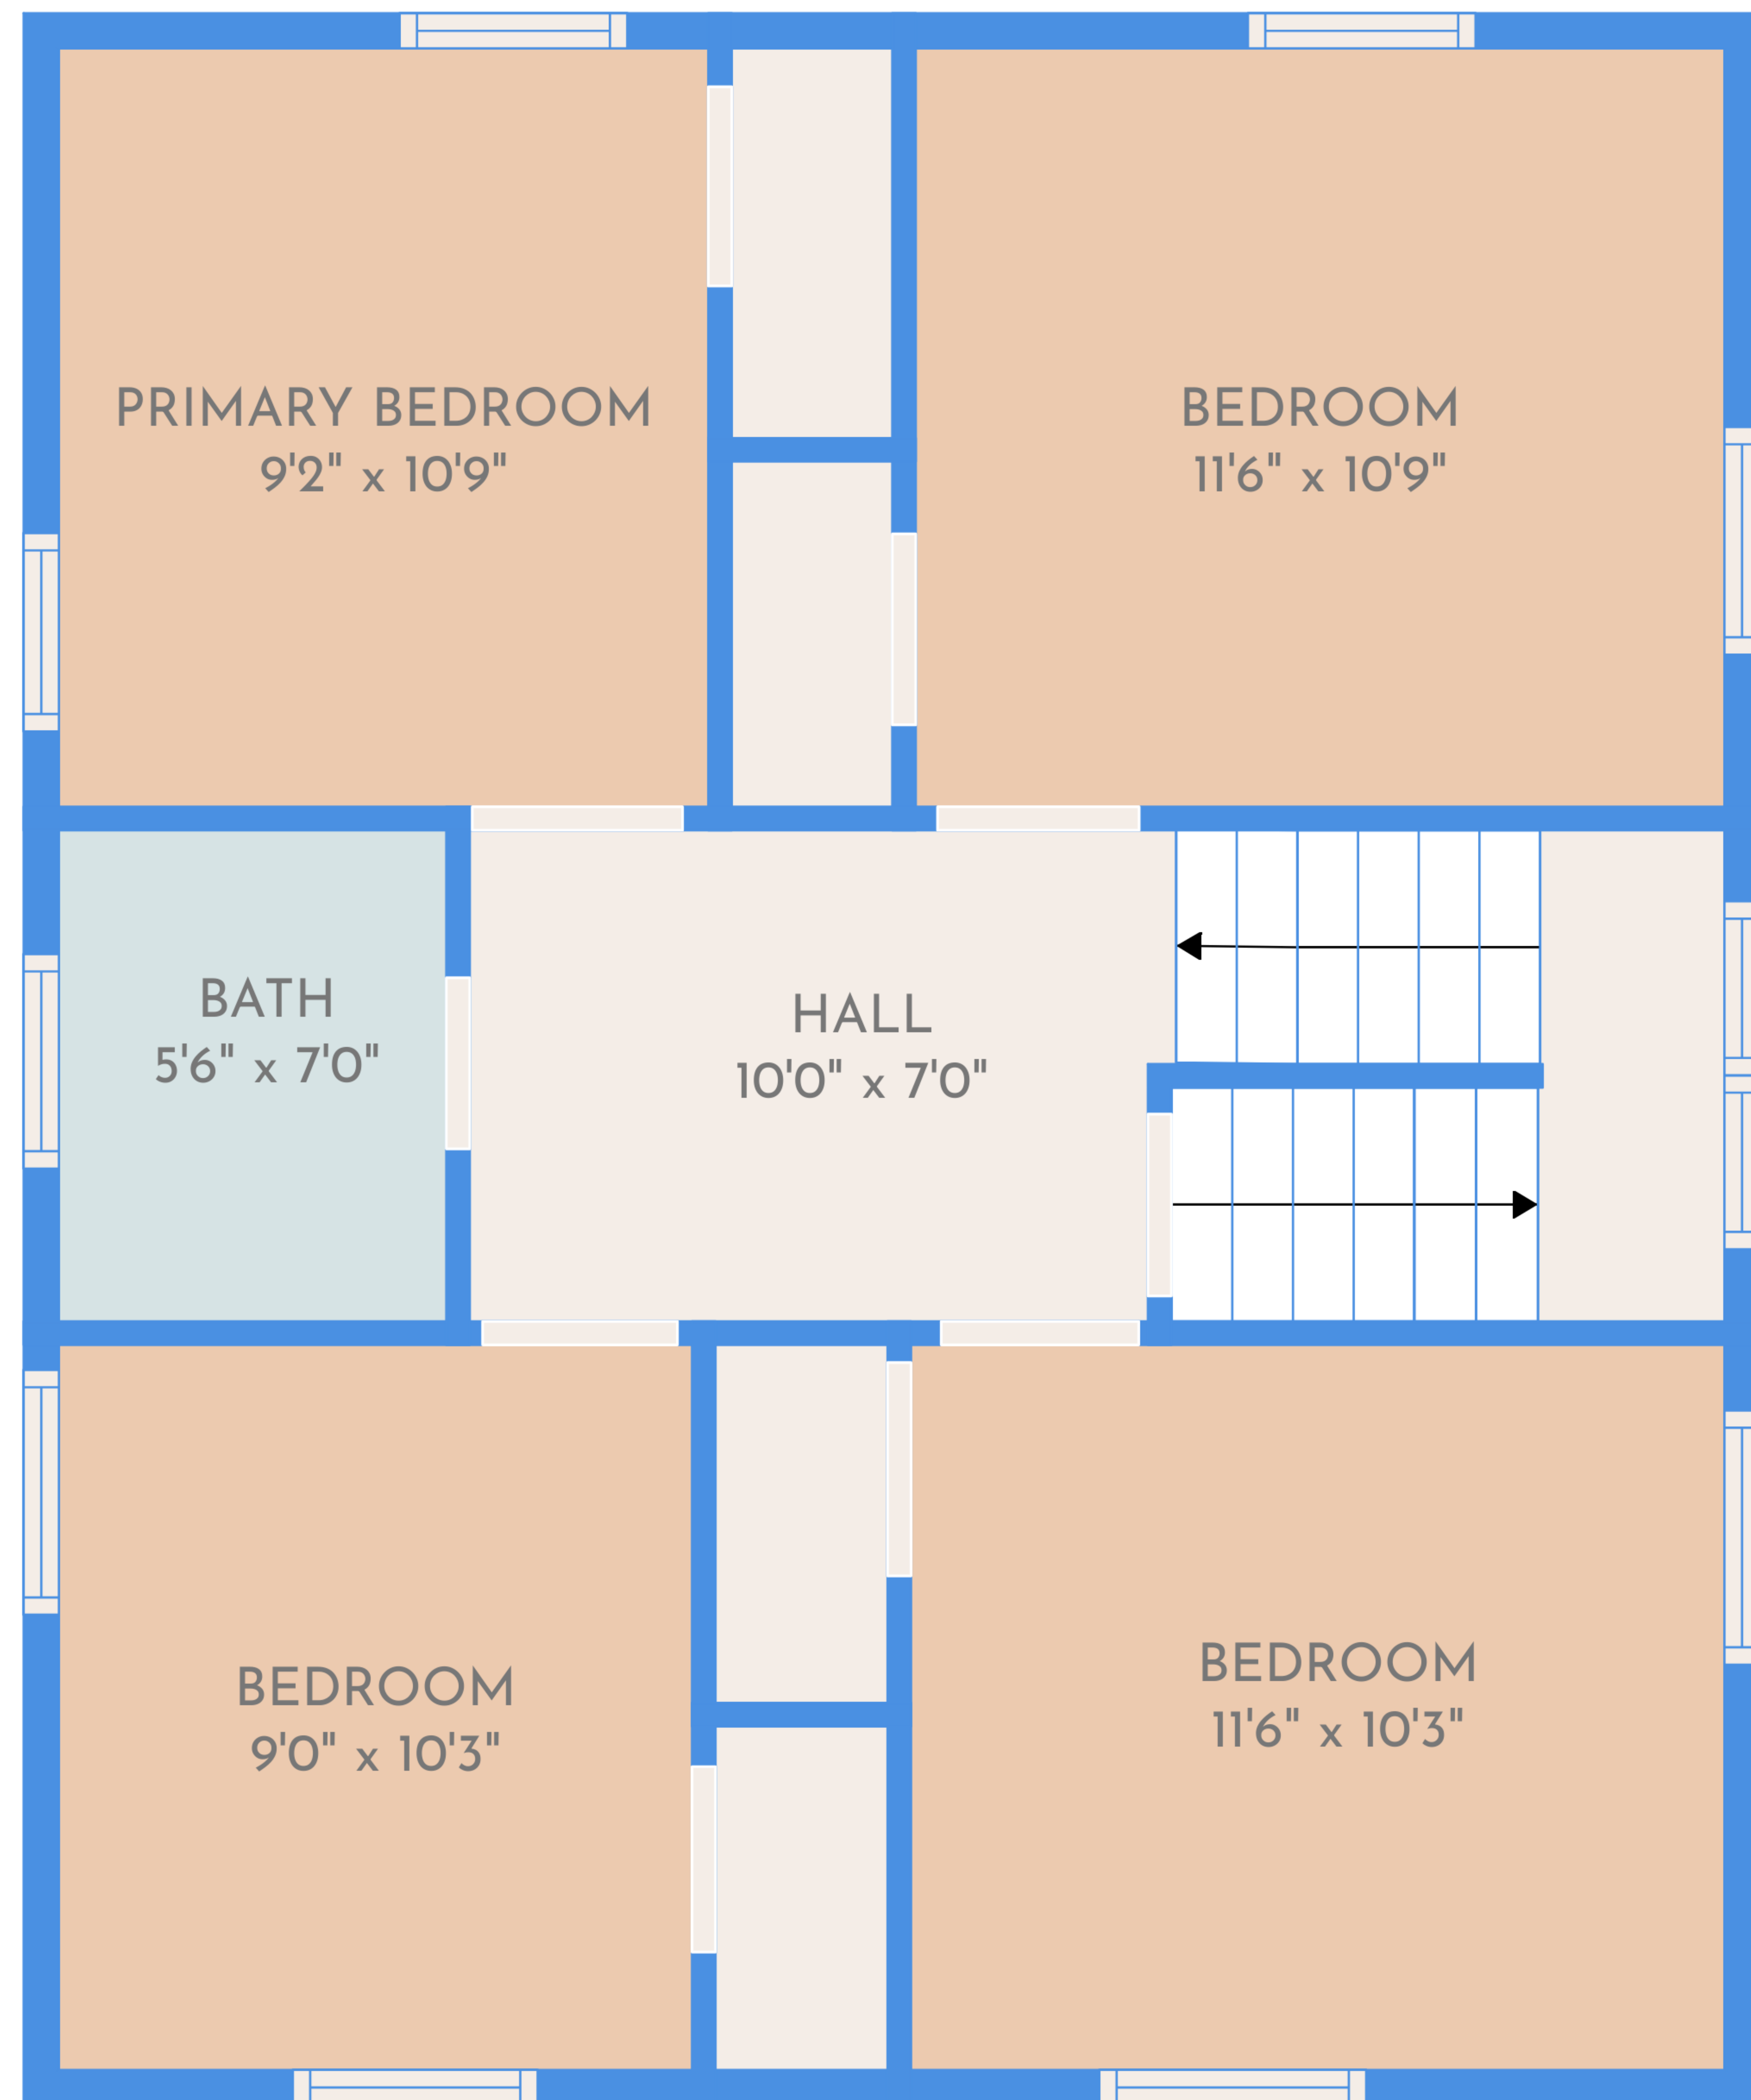 PRIMARY BEDROOM
9'2" x 10'9"
BEDROOM
11'6" x 10'9"
BATH
5'6" x 7'0"
HALL
10'0" x 7'0"
BEDROOM
9'0" x 10'3"
BEDROOM
11'6" x 10'3"